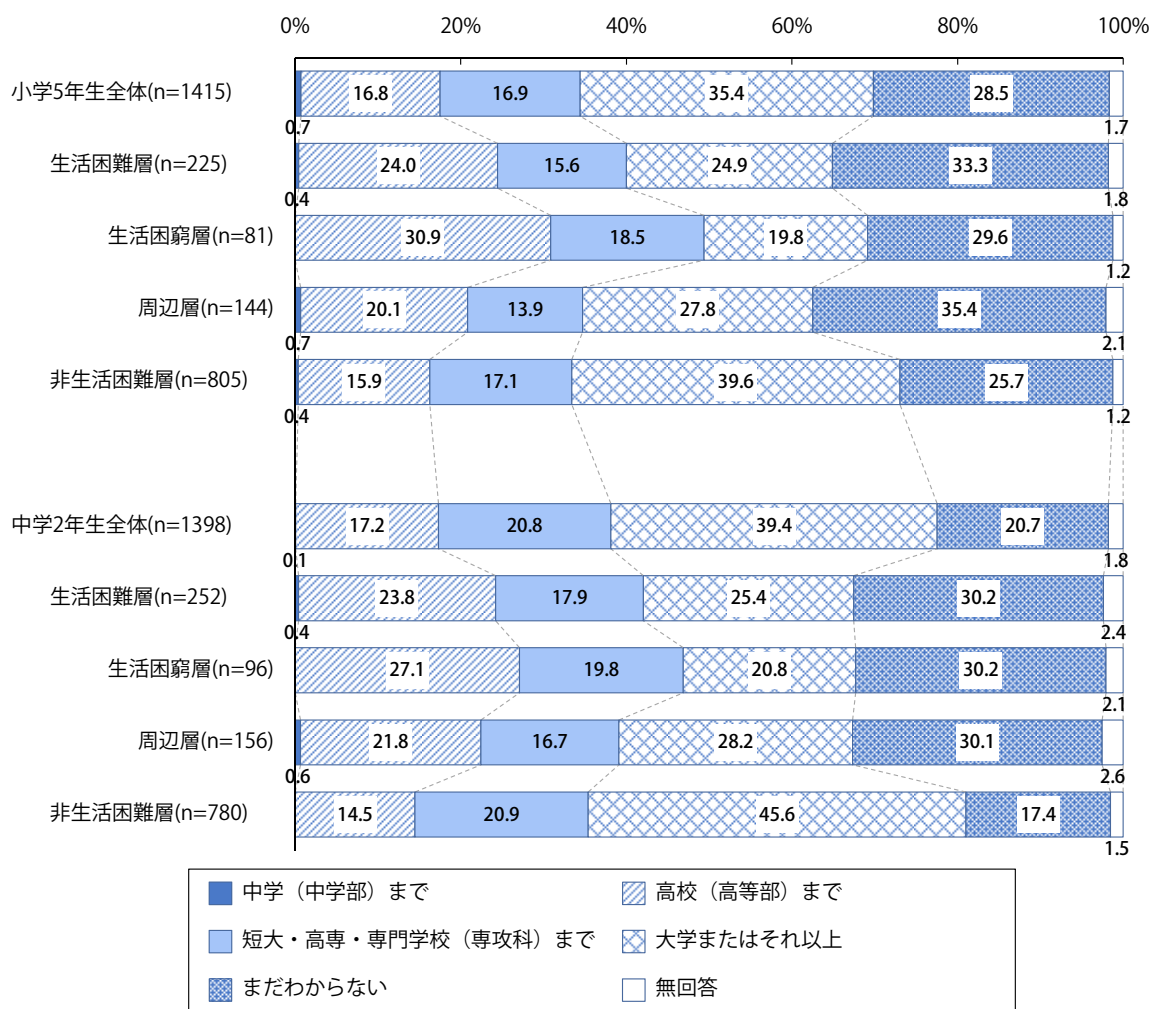 0% 20% 40% 60% 80% 100%
小学5年生全体(n=1415) 16.8 16.9 35.4 28.5
0.7 1.7
生活困難層(n=225) 24.0 15.6 24.9 33.3
0.4 1.8
生活困窮層(n=81) 30.9 18.5 19.8 29.6
1.2
周辺層(n=144) 20.1 13.9 27.8 35.4
0.7 2.1
非生活困難層(n=805) 15.9 17.1 39.6 25.7
0.4 1.2
中学2年生全体(n=1398) 17.2 20.8 39.4 20.7
0.1 1.8
生活困難層(n=252) 23.8 17.9 25.4 30.2
0.4 2.4
生活困窮層(n=96) 27.1 19.8 20.8 30.2
2.1
周辺層(n=156) 21.8 16.7 28.2 30.1
0.6 2.6
非生活困難層(n=780) 14.5 20.9 45.6 17.4
1.5
中学（中学部）まで 高校（高等部）まで
短大・高専・専門学校（専攻科）まで 大学またはそれ以上
まだわからない 無回答